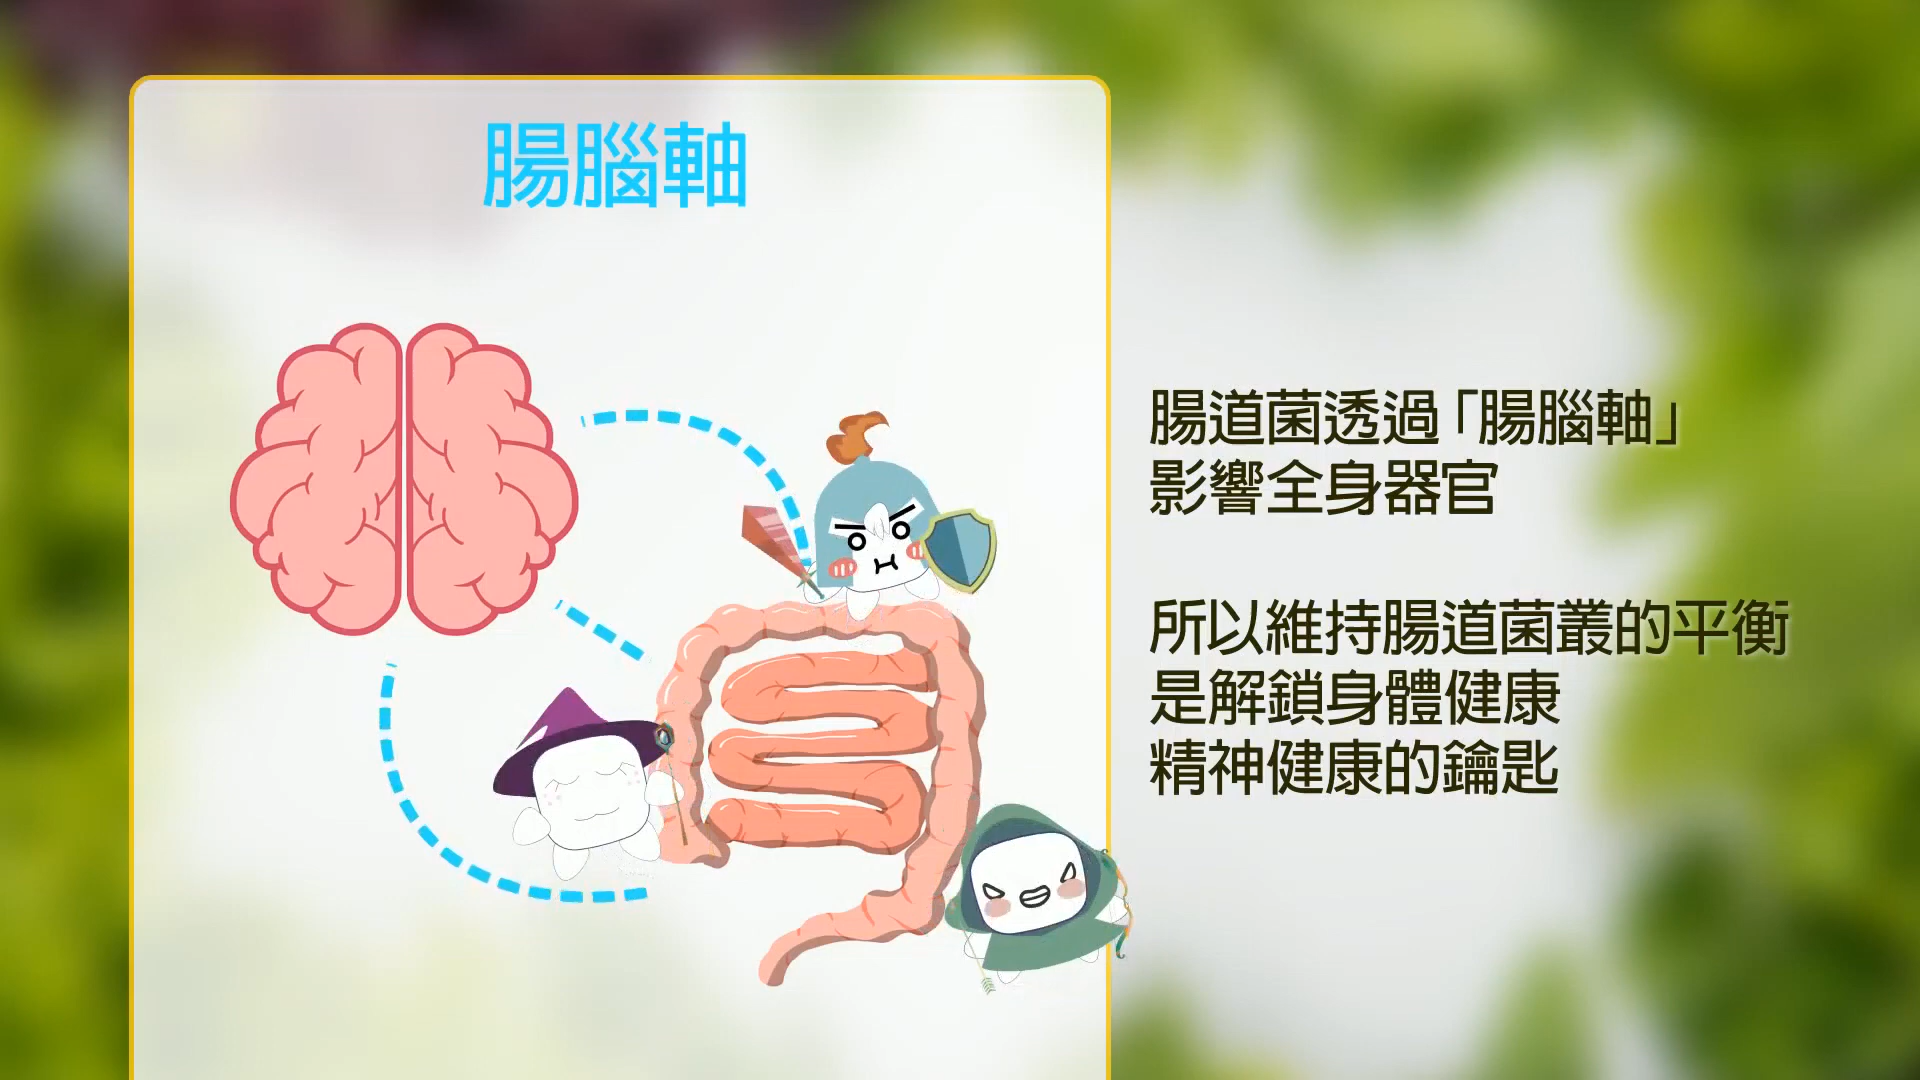 腸腦軸
腸道菌透過「腸腦軸」
影響全身器官
所以維持腸道菌叢的平衡
是解鎖身體健康
精神健康的鑰匙